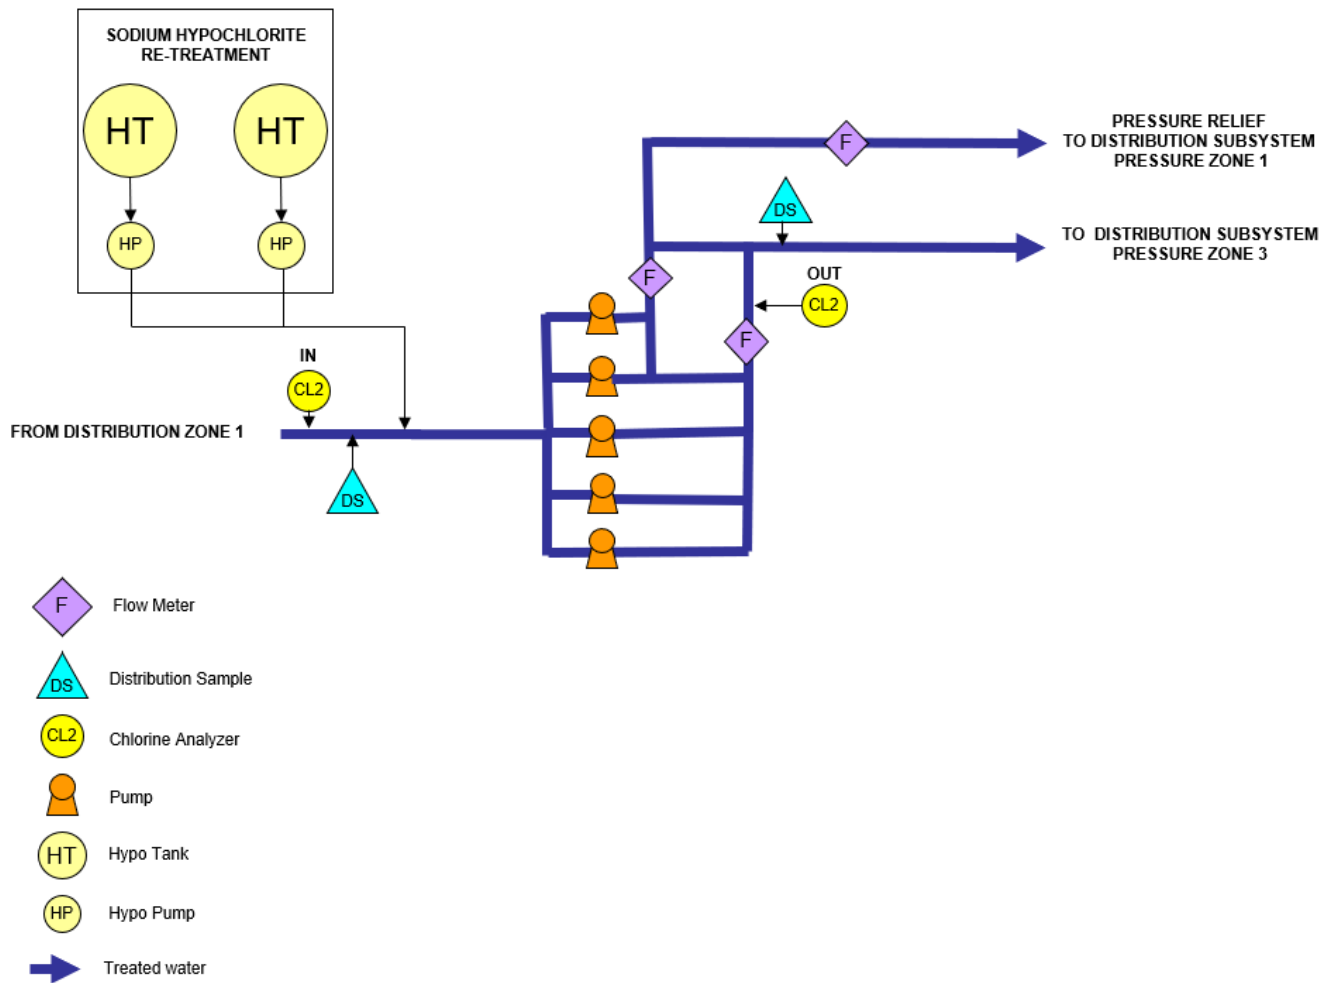 SODIUM HYPOCHLORITE
RE-TREATMENT
HT
HT
HP
HP
PRESSURE RELIEF
TO DISTRIBUTION SUBSYSTEM
PRESSURE ZONE 1
F
DS
TO DISTRIBUTION SUBSYSTEM
PRESSURE ZONE 3
F
OUT
CL2
F
IN
CL2
FROM DISTRIBUTION ZONE 1
DS
F
Flow Meter
DS
Distribution Sample
CL2
Chlorine Analyzer
Pump
HT
Hypo Tank
HP
Hypo Pump
Treated water